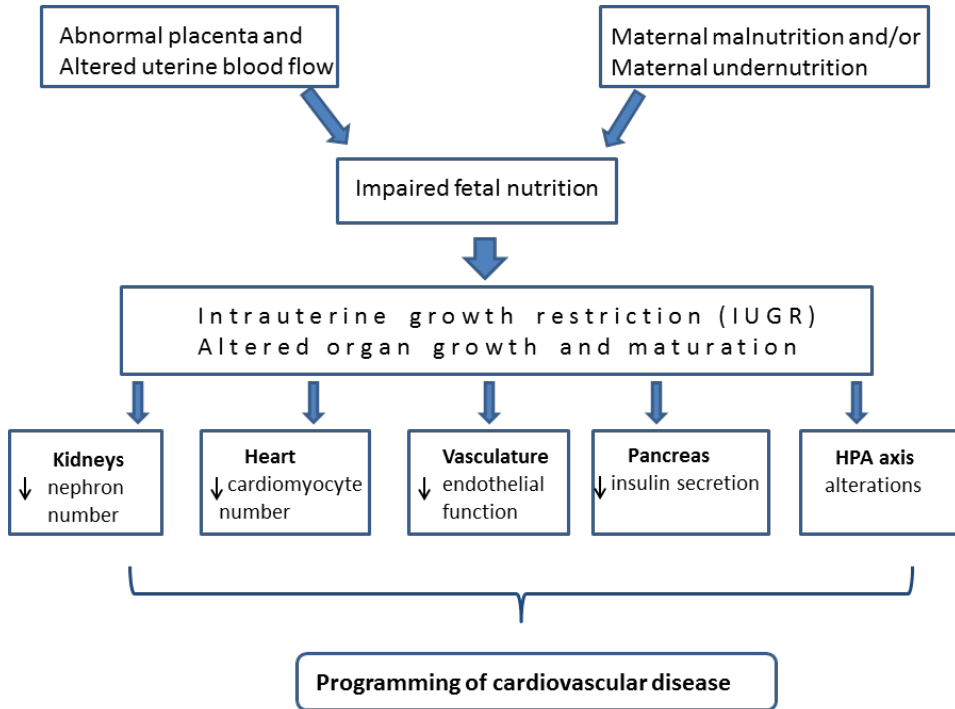 Abnormal placenta and
Altered uterine blood flow
Maternal malnutrition and/or
Maternal undernutrition
Impaired fetal nutrition
Intrauterine growth restriction (IUGR)
Altered organ growth and maturation
Kidneys
↓ nephron
number
Heart
↓ cardiomyocyte
number
Vasculature
↓ endothelial
function
Pancreas
↓ insulin secretion
HPA axis
alterations
Programming of cardiovascular disease